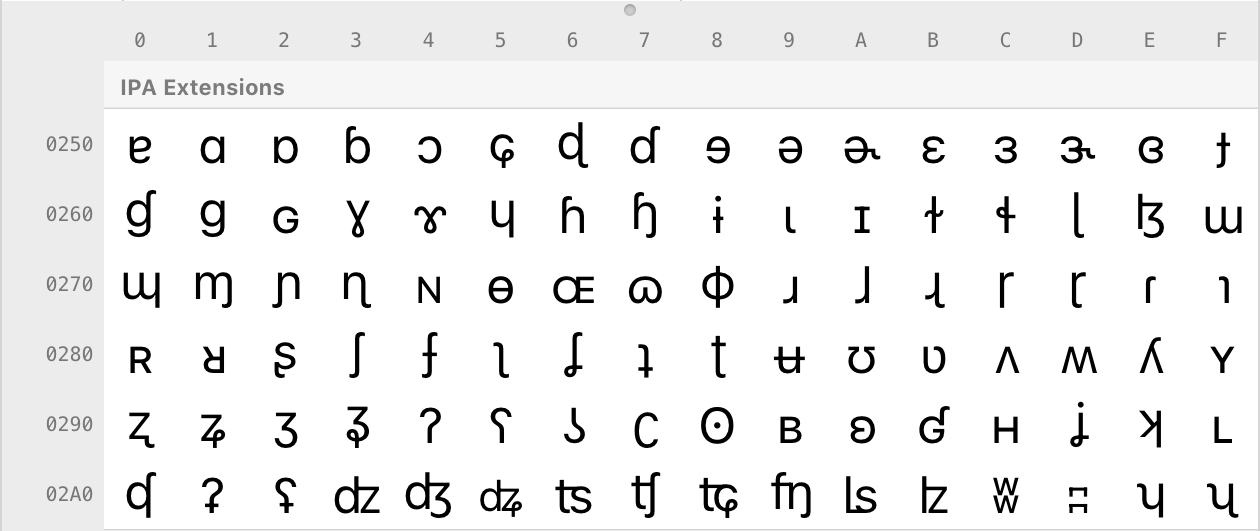 0 1 2 3 4 5 6 7 8 9 A B C D E F
IPA Extensions
0250 ɐ ɑ ɒ ɓ ɔ ɕ ɖ ɗ ɘ ə ɚ ɛ ɜ ɝ ɞ ɟ
0260 ɠ ɡ ɢ ɣ ɤ ɥ ɦ ɧ ɨ ɩ ɪ ɫ ɬ ɭ ɮ ɯ
0270 ɰ ɱ ɲ ɳ ɴ ɵ ɶ ɷ ɸ ɹ ɺ ɻ ɼ ɽ ɾ ɿ
0280 ʀ ʁ ʂ ʃ ʄ ʅ ʆ ʇ ʈ ʉ ʊ ʋ ʌ ʍ ʎ ʏ
0290 ʐ ʑ ʒ ʓ ʔ ʕ ʖ ʗ ʘ ʙ ʚ ʛ ʜ ʝ ʞ ʟ
02A0 ʠ ʡ ʢ ʣ ʤ ʥ ʦ ʧ ʨ ʩ ʪ ʫ ʬ ʭ ʮ ʯ